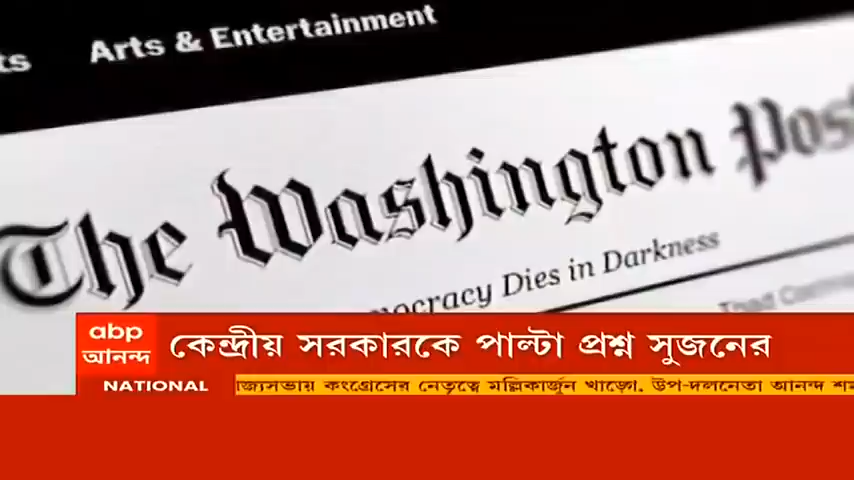 Arts & Entertainment
The Washington Post
Democracy Dies in Darkness
abp
আনন্দ
কেন্দ্রীয় সরকারকে পাল্টা প্রশ্ন সুজনের
NATIONAL
রাজ্যসভায় কংগ্রেসের নেতৃত্বে মল্লিকার্জুন খাড়্গে, উপ-দলনেতা আনন্দ